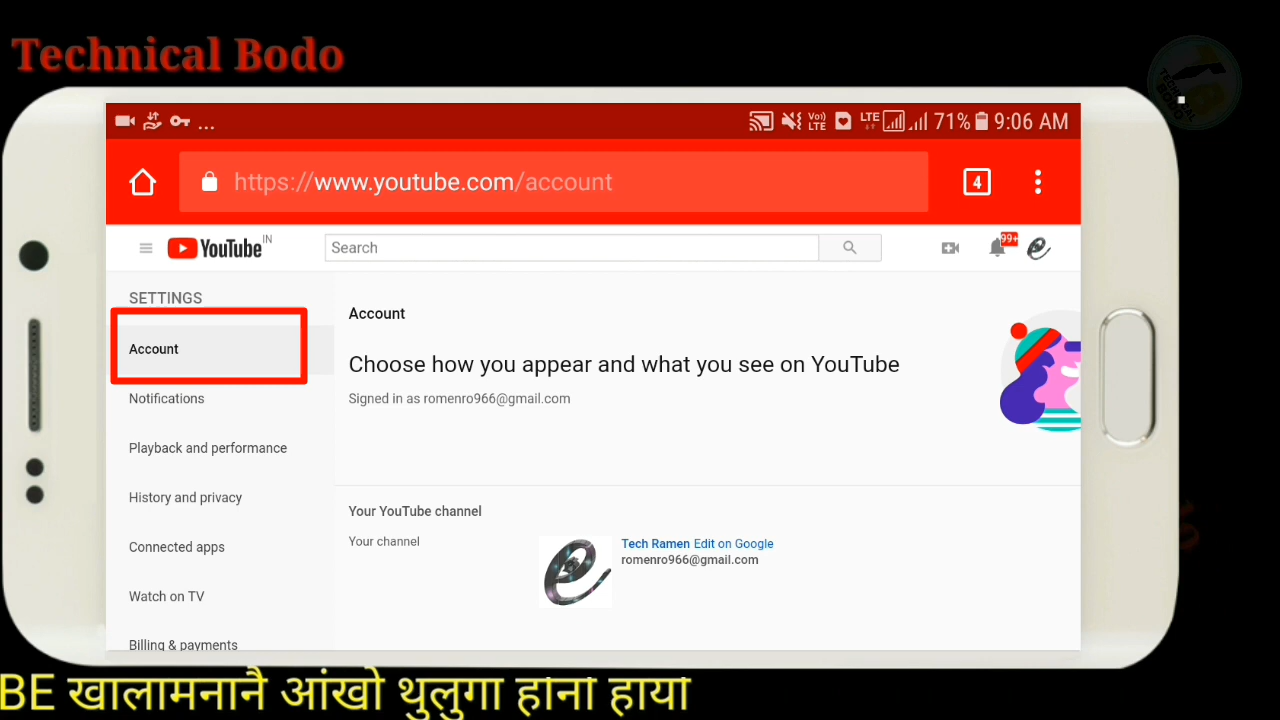 Technical Bodo
... VoLTE LTE 71% 9:06 AM
https://www.youtube.com/account 4
YouTube IN Search 99+
SETTINGS
Account
Notifications
Playback and performance
History and privacy
Connected apps
Watch on TV
Billing & payments
Account
Choose how you appear and what you see on YouTube
Signed in as romenro966@gmail.com
Your YouTube channel
Your channel
Tech Ramen Edit on Google
romenro966@gmail.com
BE खालामनानै आंखो थुलुगा हाना हाया